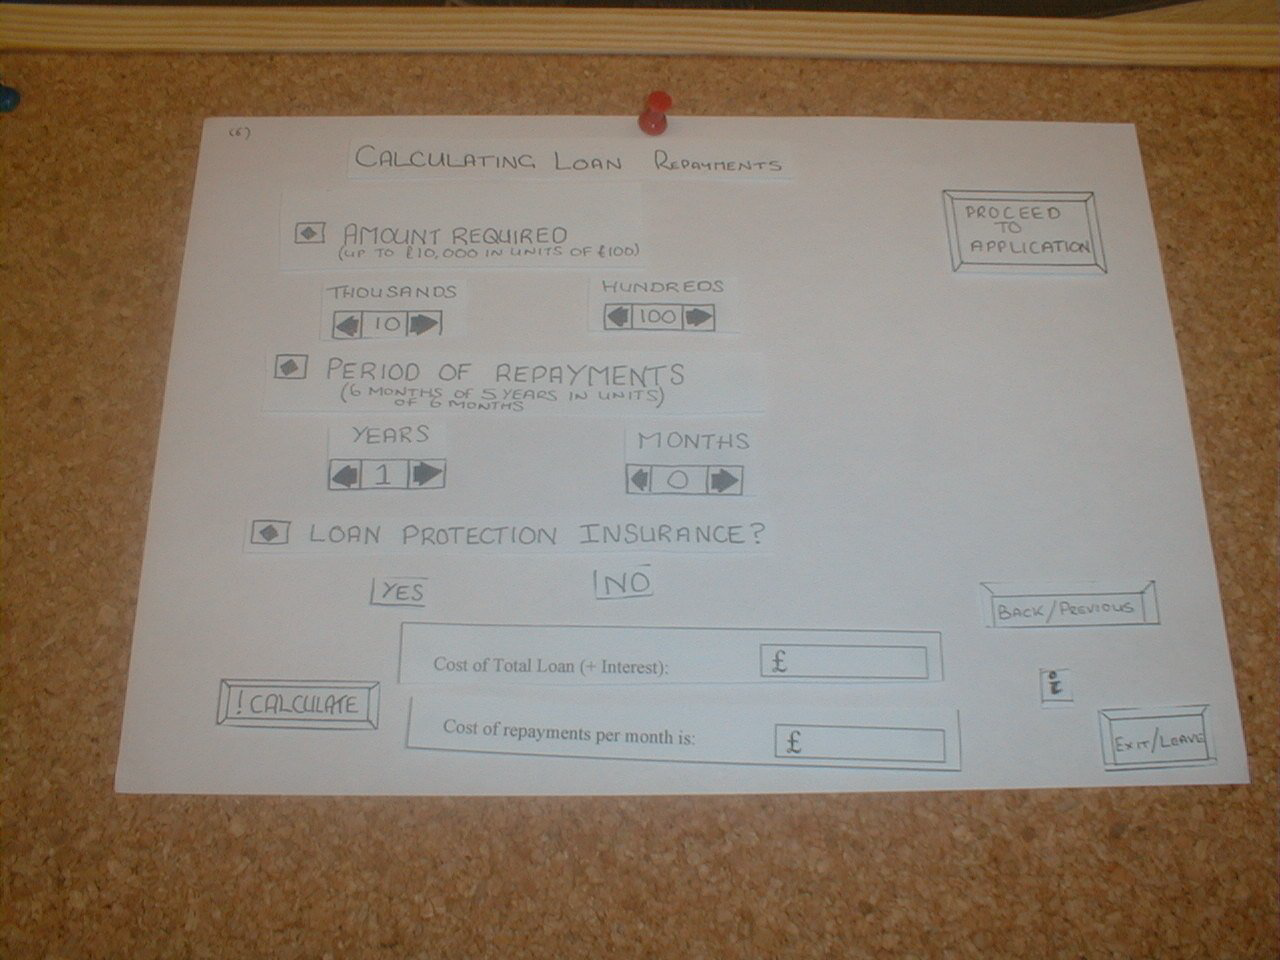 (6)
CALCULATING LOAN REPAYMENTS
PROCEED
TO
APPLICATION
AMOUNT REQUIRED
(UP TO £10,000 IN UNITS OF £100)
THOUSANDS
HUNDREDS
10
100
PERIOD OF REPAYMENTS
(6 MONTHS OF 5 YEARS IN UNITS)
OF 6 MONTHS
YEARS
MONTHS
1
0
LOAN PROTECTION INSURANCE?
YES
NO
BACK/PREVIOUS
Cost of Total Loan (+ Interest):
£
i
! CALCULATE
Cost of repayments per month is:
£
EXIT/LEAVE